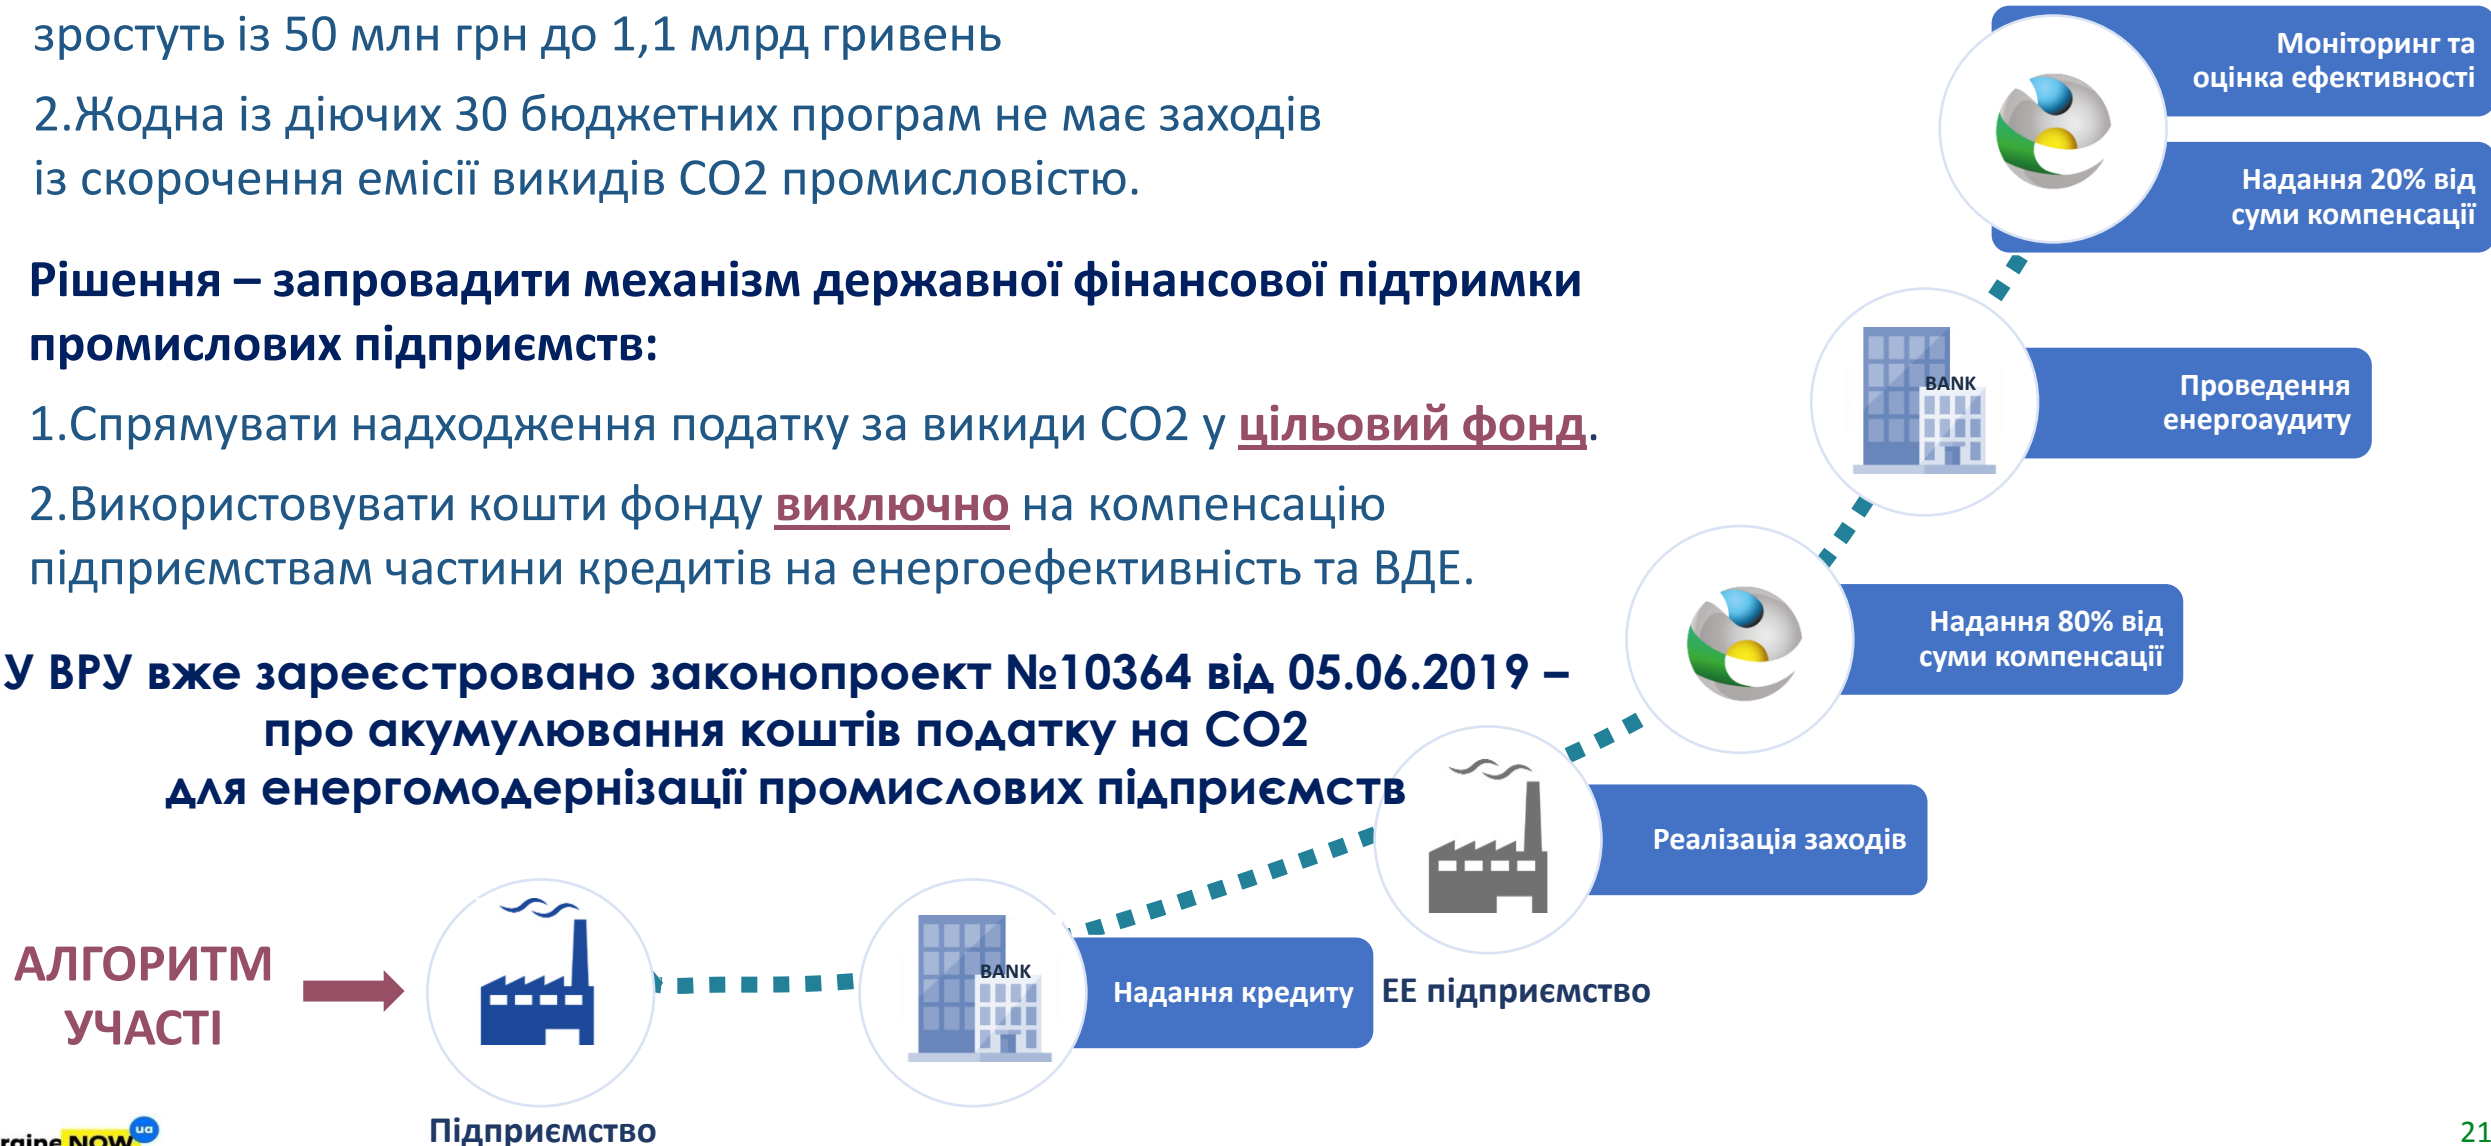 зростуть із 50 млн грн до 1,1 млрд гривень
2.Жодна із діючих 30 бюджетних програм не має заходів
із скорочення емісії викидів СО2 промисловістю.
Рішення – запровадити механізм державної фінансової підтримки
промислових підприємств:
1.Спрямувати надходження податку за викиди СО2 у цільовий фонд.
2.Використовувати кошти фонду виключно на компенсацію
підприємствам частини кредитів на енергоефективність та ВДЕ.
У ВРУ вже зареєстровано законопроект №10364 від 05.06.2019 –
про акумулювання коштів податку на СО2
для енергомодернізації промислових підприємств
Моніторинг та
оцінка ефективності
Надання 20% від
суми компенсації
BANK
Проведення
енергоаудиту
Надання 80% від
суми компенсації
Реалізація заходів
ЕЕ підприємство
BANK
Надання кредиту
АЛГОРИТМ
УЧАСТІ
Підприємство
raine NOW ua
21